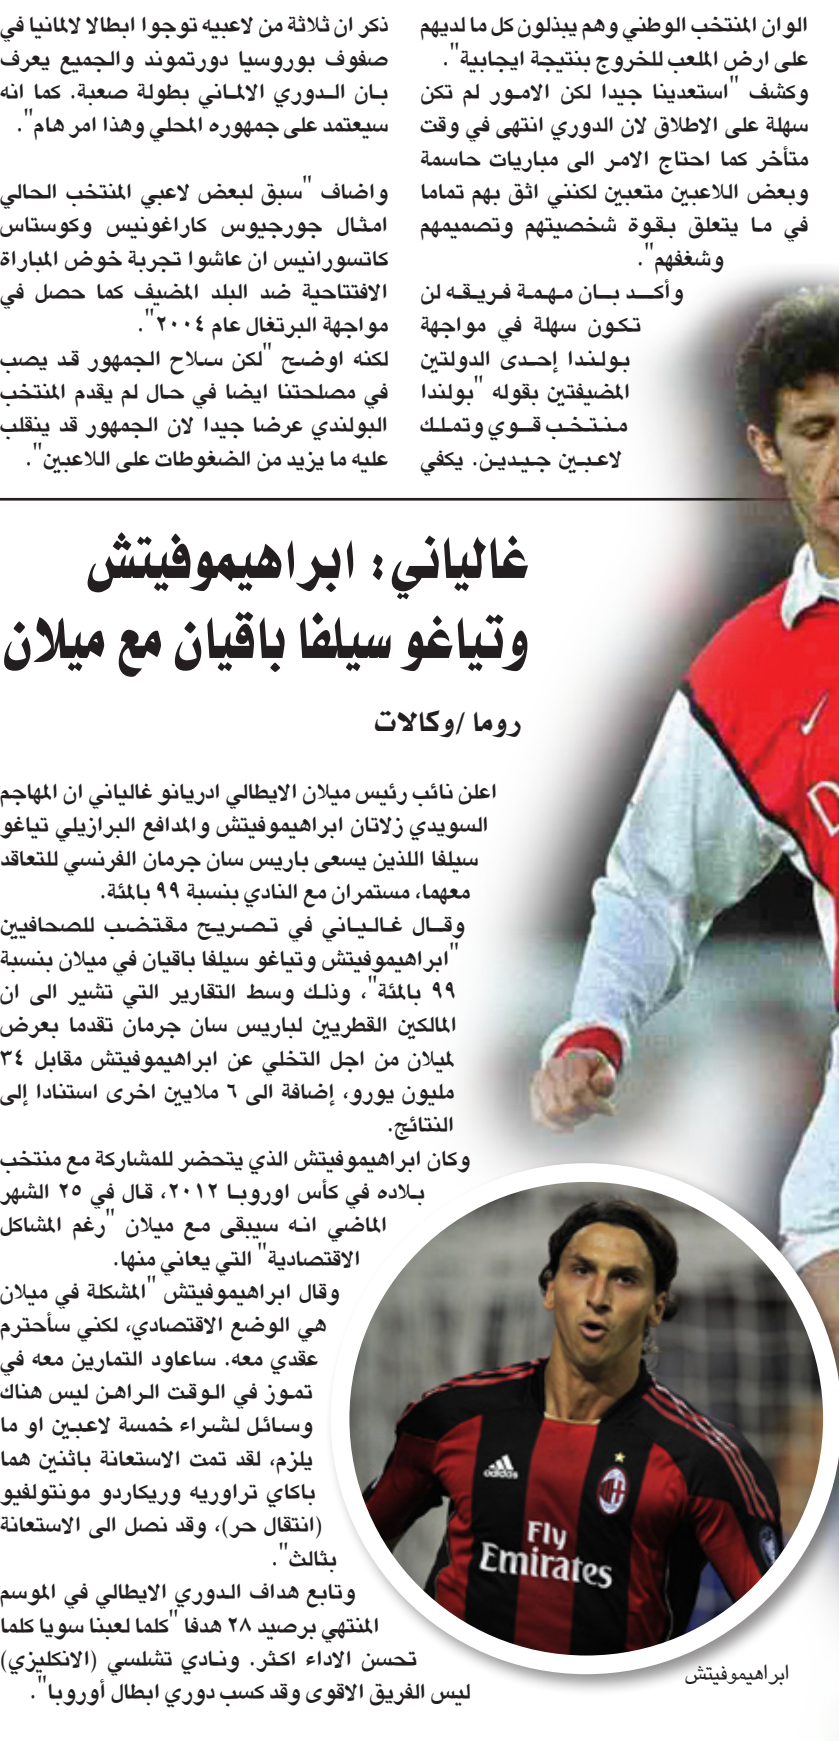 الوان المنتخب الوطني وهم يبذلون كل ما لديهم
على ارض الملعب للخروج بنتيجة ايجابية".
وكشف "استعدينا جيدا لكن الامور لم تكن
سهلة على الاطلاق لان الدوري انتهى في وقت
متأخر كما احتاج الامر الى مباريات حاسمة
وبعض اللاعبين متعبين لكنني اثق بهم تماما
في ما يتعلق بقوة شخصيتهم وتصميمهم
وشغفهم".
وأكد بان مهمة فريقه لن
تكون سهلة في مواجهة
بولندا إحدى الدولتين
المضيفتين بقوله "بولندا
منتخب قوي وتملك
لاعبين جيدين. يكفي
ذكر ان ثلاثة من لاعبيه توجوا ابطالا لالمانيا في
صفوف بوروسيا دورتموند والجميع يعرف
بان الدوري الالماني بطولة صعبة. كما انه
سيعتمد على جمهوره المحلي وهذا امر هام".
واضاف "سبق لبعض لاعبي المنتخب الحالي
امثال جورجيوس كاراغونيس وكوستاس
كاتسورانيس ان عاشوا تجربة خوض المباراة
الافتتاحية ضد البلد المضيف كما حصل في
مواجهة البرتغال عام ٢٠٠٤".
لكنه اوضح "لكن سلاح الجمهور قد يصب
في مصلحتنا ايضا في حال لم يقدم المنتخب
البولندي عرضا جيدا لان الجمهور قد ينقلب
عليه ما يزيد من الضغوطات على اللاعبين".
غالياني: ابراهيموفيتش
وتياغو سيلفا باقيان مع ميلان
روما /وكالات
اعلن نائب رئيس ميلان الايطالي ادريانو غالياني ان المهاجم
السويدي زلاتان ابراهيموفيتش والمدافع البرازيلي تياغو
سيلفا اللذين يسعى باريس سان جرمان الفرنسي للتعاقد
معهما، مستمران مع النادي بنسبة ٩٩ بالمئة.
وقال غالياني في تصريح مقتضب للصحافيين
"ابراهيموفيتش وتياغو سيلفا باقيان في ميلان بنسبة
٩٩ بالمئة"، وذلك وسط التقارير التي تشير الى ان
المالكين القطريين لباريس سان جرمان تقدما بعرض
لميلان من اجل التخلي عن ابراهيموفيتش مقابل ٣٤
مليون يورو، إضافة الى ٦ ملايين اخرى استنادا إلى
النتائج.
وكان ابراهيموفيتش الذي يتحضر للمشاركة مع منتخب
بلاده في كأس اوروبا ٢٠١٢، قال في ٢٥ الشهر
الماضي انه سيبقى مع ميلان "رغم المشاكل
الاقتصادية" التي يعاني منها.
وقال ابراهيموفيتش "المشكلة في ميلان
هي الوضع الاقتصادي، لكني سأحترم
عقدي معه. ساعاود التمارين معه في
تموز في الوقت الراهن ليس هناك
وسائل لشراء خمسة لاعبين او ما
يلزم، لقد تمت الاستعانة باثنين هما
باكاي تراوريه وريكاردو مونتولفيو
(انتقال حر)، وقد نصل الى الاستعانة
بثالث".
وتابع هداف الدوري الايطالي في الموسم
المنتهي برصيد ٢٨ هدفا "كلما لعبنا سويا كلما
تحسن الاداء اكثر. ونادي تشلسي (الانكليزي)
ليس الفريق الاقوى وقد كسب دوري ابطال أوروبا".
adidas
Fly
Emirates
ابراهيموفيتش